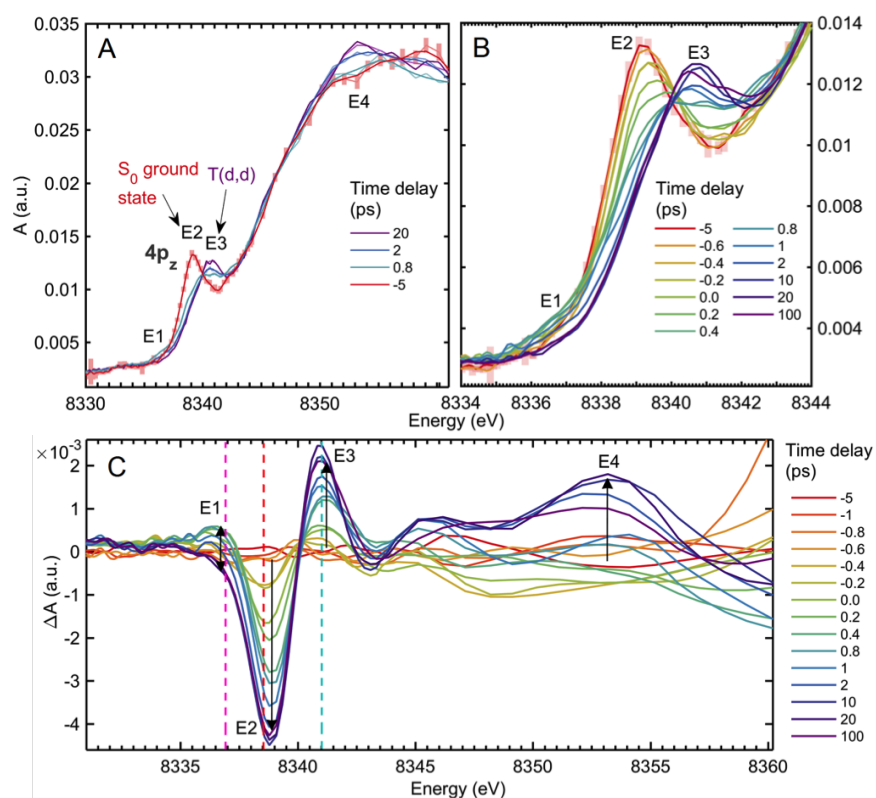 A
0.035
0.03
0.025
0.02
0.015
0.01
0.005
A (a.u.)
S0 ground
state
T(d,d)
E2
E3
4pz
E1
E4
Time delay
(ps)
20
2
0.8
-5
8330
8340
8350
Energy (eV)
B
E2
E3
E1
0.014
0.012
0.010
0.008
0.006
0.004
Time delay
(ps)
-5
-0.6
-0.4
-0.2
0.0
0.2
0.4
0.8
1
2
10
20
100
8334
8336
8338
8340
8342
8344
Energy (eV)
×10-3
C
E1
E2
E3
E4
2
1
0
-1
-2
-3
-4
ΔA (a.u.)
8335
8340
8345
8350
8355
8360
Energy (eV)
Time delay
(ps)
-5
-1
-0.8
-0.6
-0.4
-0.2
0.0
0.2
0.4
0.8
1
2
10
20
100